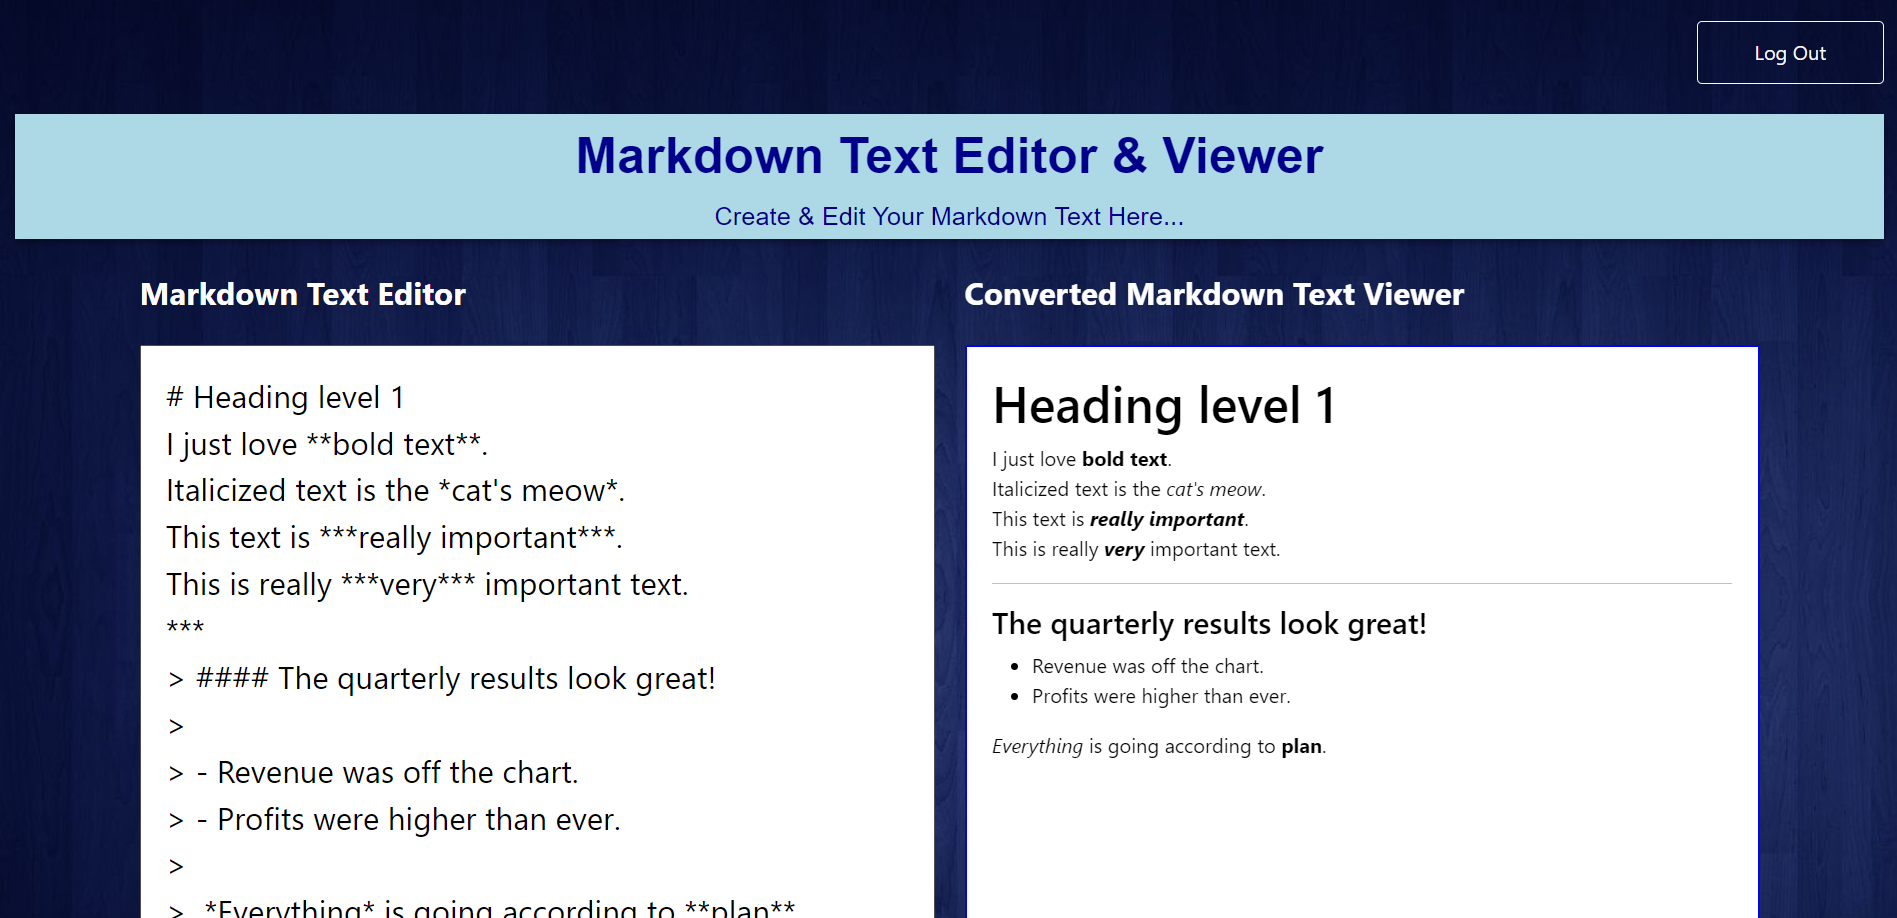 Log Out
Markdown Text Editor & Viewer
Create & Edit Your Markdown Text Here...
Markdown Text Editor
# Heading level 1
I just love **bold text**.
Italicized text is the *cat's meow*.
This text is ***really important***.
This is really ***very*** important text.
***
> #### The quarterly results look great!
>
> - Revenue was off the chart.
> - Profits were higher than ever.
>
> *Everything* is going according to **plan**
Converted Markdown Text Viewer
Heading level 1
I just love bold text.
Italicized text is the cat's meow.
This text is really important.
This is really very important text.
The quarterly results look great!
• Revenue was off the chart.
• Profits were higher than ever.
Everything is going according to plan.